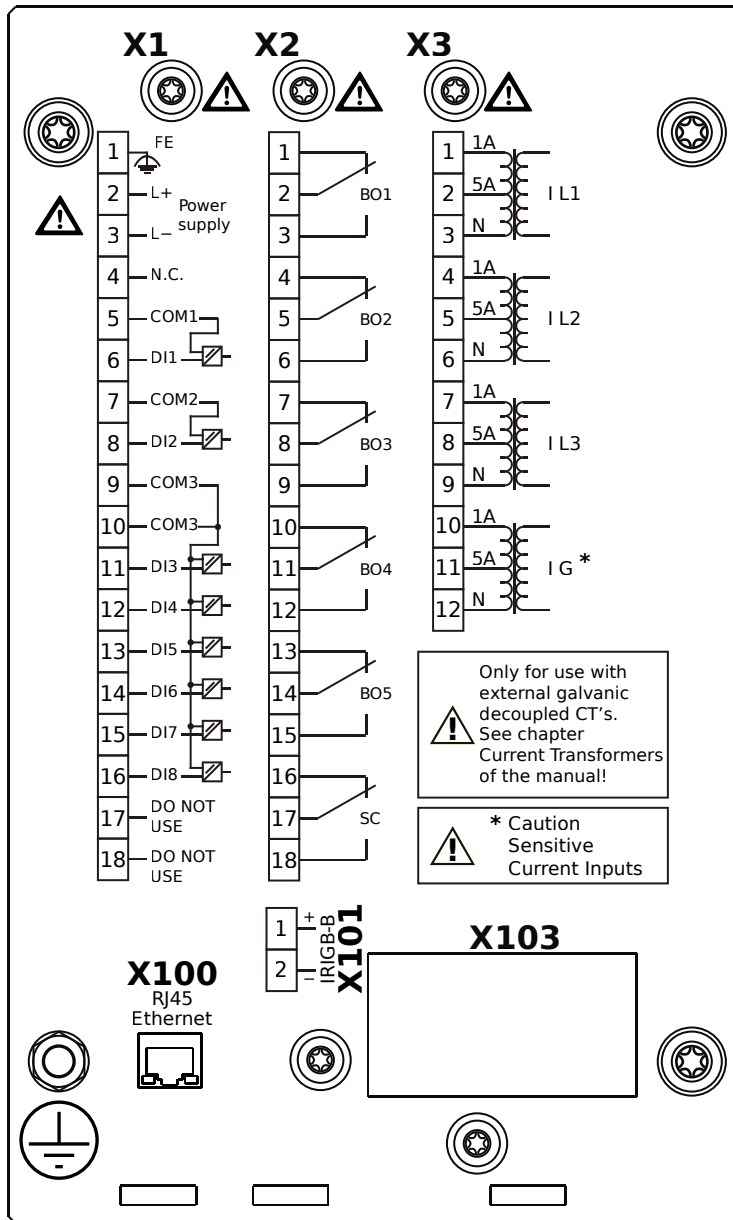 X1 X2 X3
1 FE
2 L+
Power
supply
3 L−
4 N.C.
5 COM1
6 DI1
7 COM2
8 DI2
9 COM3
10 COM3
11 DI3
12 DI4
13 DI5
14 DI6
15 DI7
16 DI8
17 DO NOT
USE
18 DO NOT
USE
1
2 BO1
3
4
5 BO2
6
7
8 BO3
9
10
11 BO4
12
13
14 BO5
15
16
17 SC
18
1 1A
2 5A I L1
3 N
4 1A
5 5A I L2
6 N
7 1A
8 5A I L3
9 N
10 1A
11 5A I G *
12 N
!
!
!
!
! Only for use with
external galvanic
decoupled CT's.
See chapter
Current Transformers
of the manual!
! * Caution
Sensitive
Current Inputs
1 +
2 −
IRIGB-B
X101
X100
RJ45
Ethernet
X103